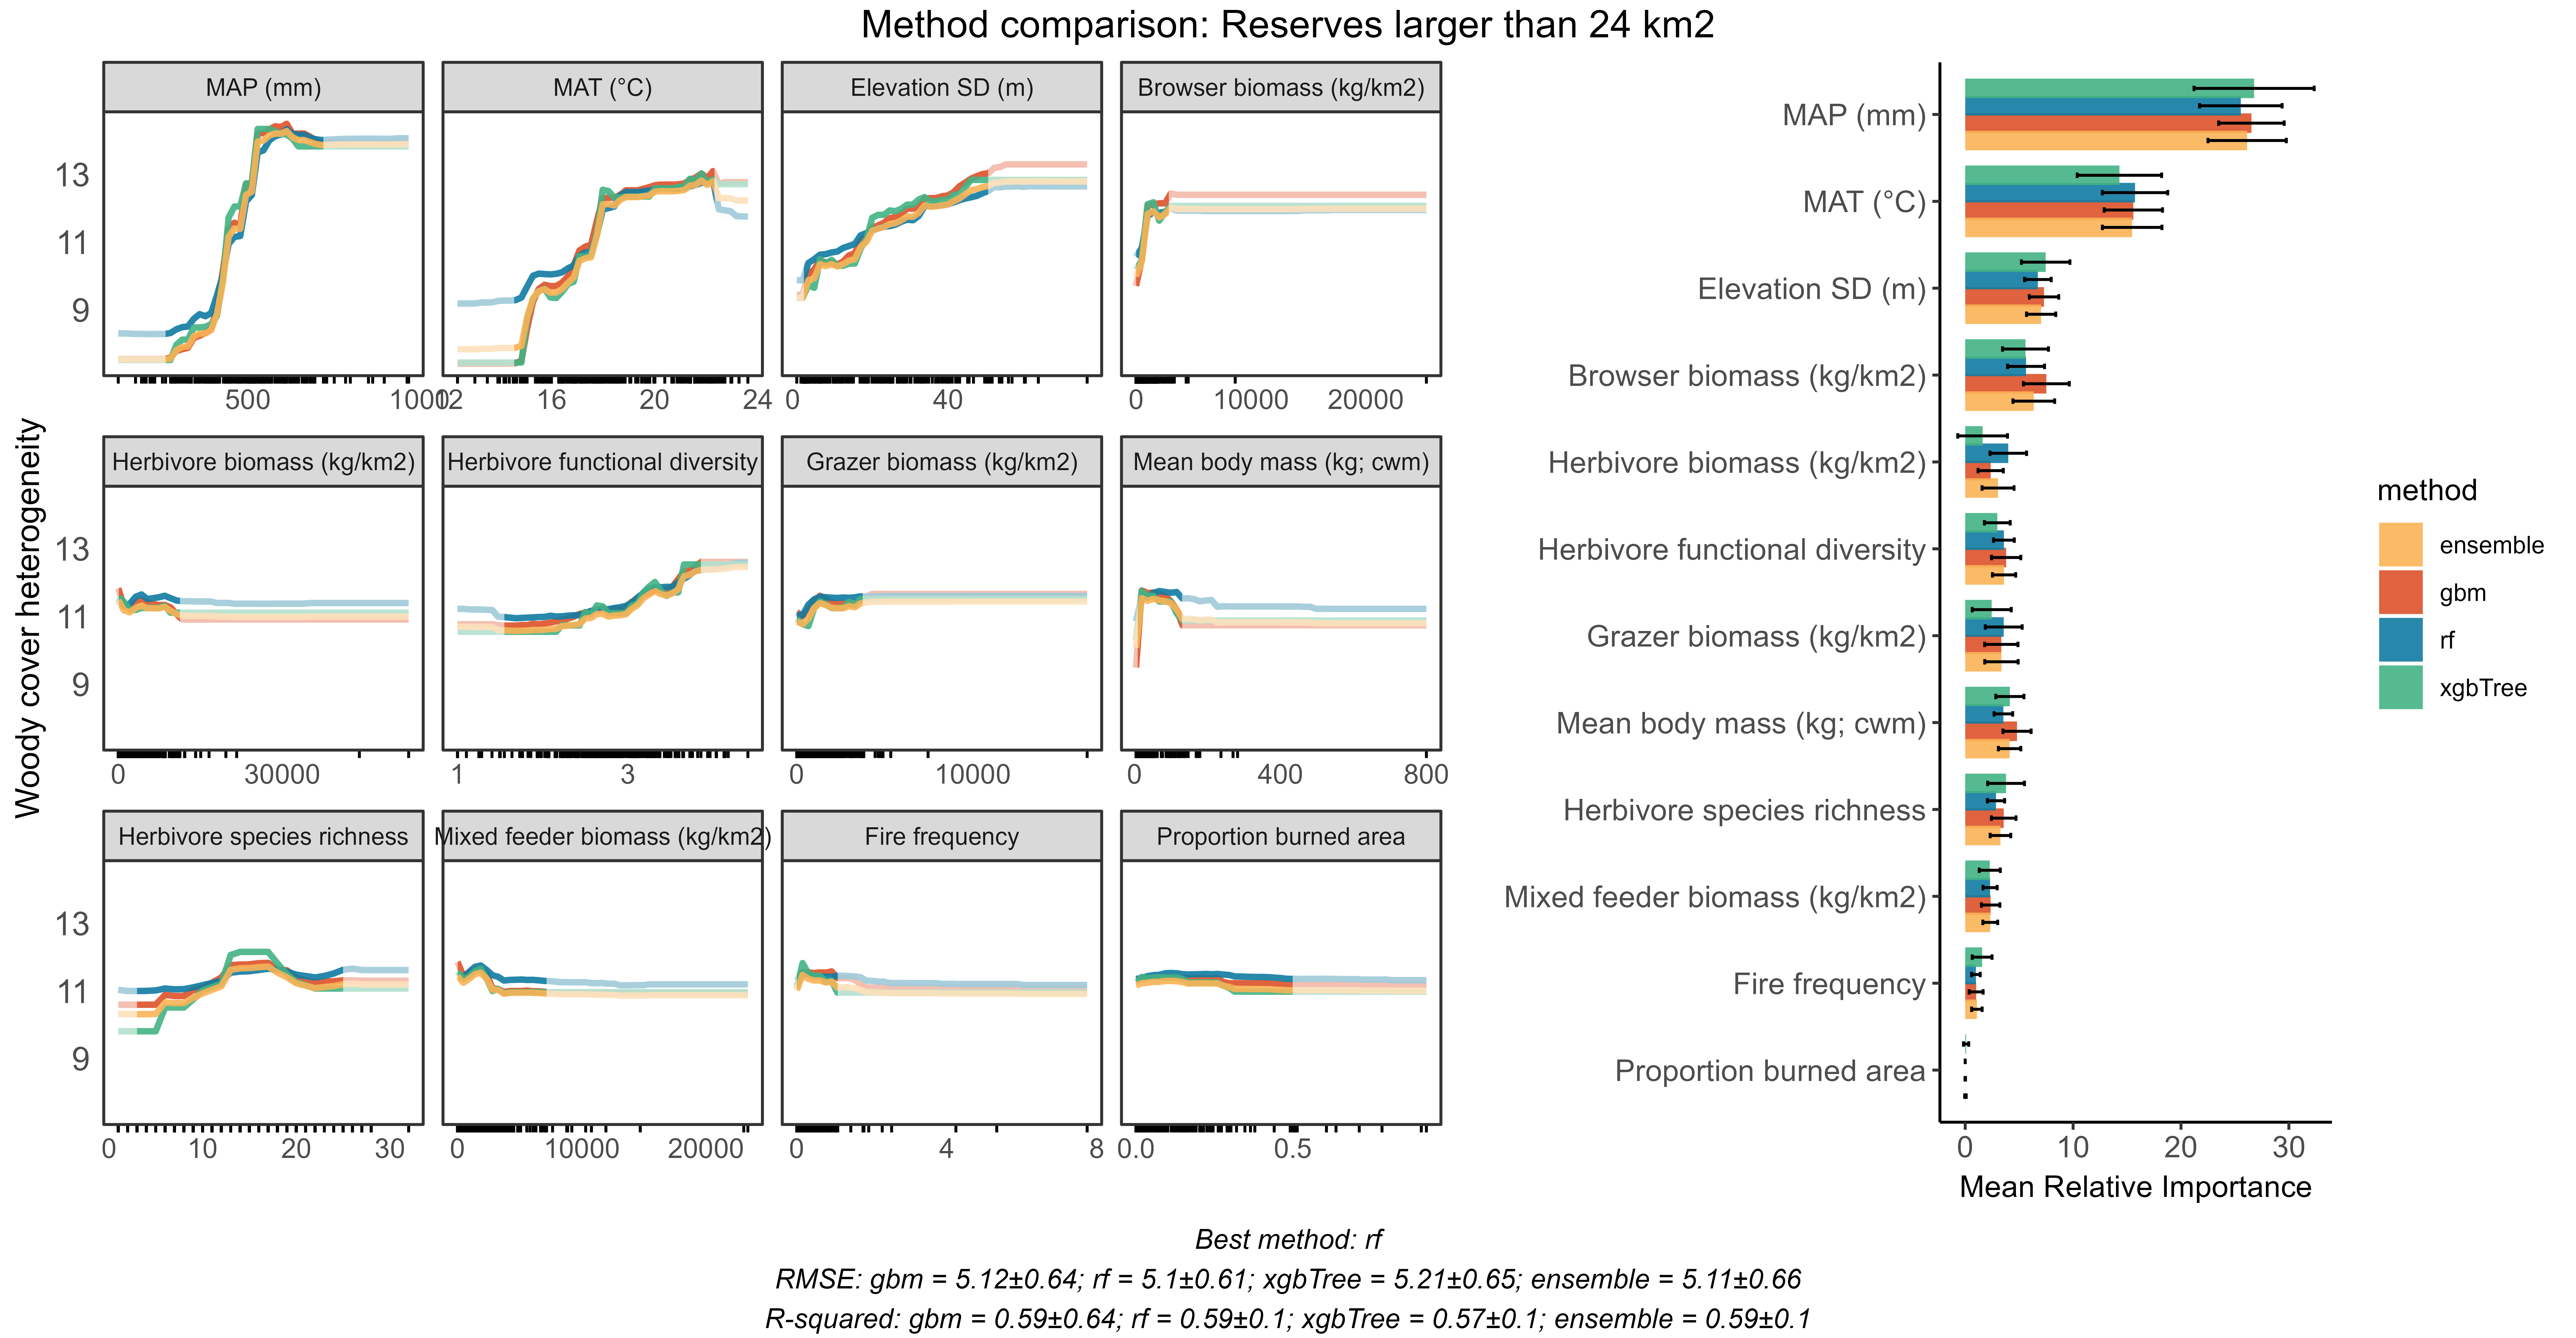 Method comparison: Reserves larger than 24 km2
MAP (mm)
MAT (°C)
Elevation SD (m)
Browser biomass (kg/km2)
13
11
9
500
1000
12
16
20
24
0
40
0
10000
20000
Herbivore biomass (kg/km2)
Herbivore functional diversity
Grazer biomass (kg/km2)
Mean body mass (kg; cwm)
13
11
9
0
30000
1
3
0
10000
0
400
800
Herbivore species richness
Mixed feeder biomass (kg/km2)
Fire frequency
Proportion burned area
13
11
9
0
10
20
30
0
10000
20000
0
4
8
0.0
0.5
Woody cover heterogeneity
MAP (mm)
MAT (°C)
Elevation SD (m)
Browser biomass (kg/km2)
Herbivore biomass (kg/km2)
Herbivore functional diversity
Grazer biomass (kg/km2)
Mean body mass (kg; cwm)
Herbivore species richness
Mixed feeder biomass (kg/km2)
Fire frequency
Proportion burned area
0
10
20
30
Mean Relative Importance
method
ensemble
gbm
rf
xgbTree
Best method: rf
RMSE: gbm = 5.12±0.64; rf = 5.1±0.61; xgbTree = 5.21±0.65; ensemble = 5.11±0.66
R-squared: gbm = 0.59±0.64; rf = 0.59±0.1; xgbTree = 0.57±0.1; ensemble = 0.59±0.1